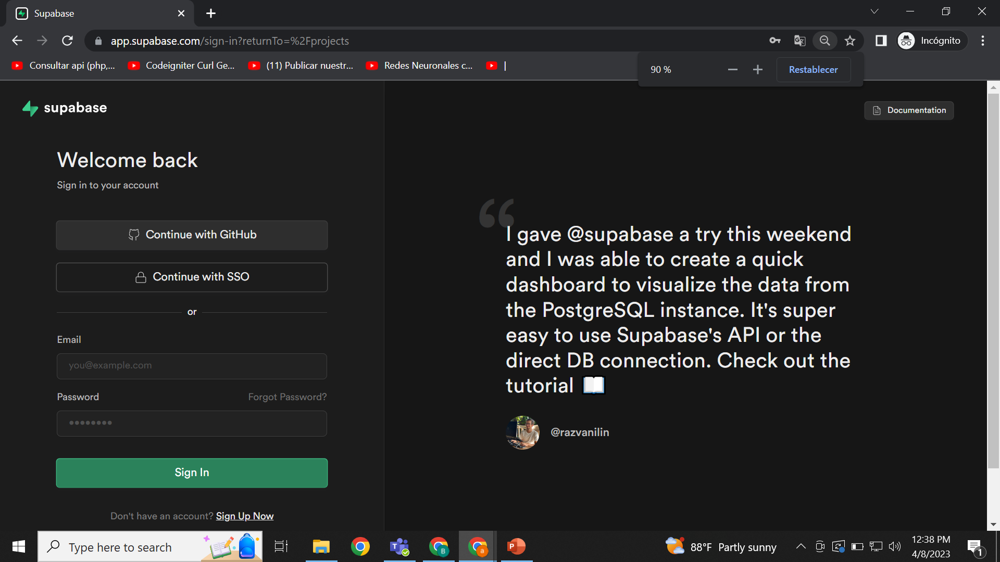 Supabase
app.supabase.com/sign-in?returnTo=%2Fprojects
Incógnito
Consultar api (php,...
Codeigniter Curl Ge...
(11) Publicar nuestr...
Redes Neuronales c...
|
90 %
Restablecer
supabase
Documentation
Welcome back
Sign in to your account
Continue with GitHub
Continue with SSO
or
Email
you@example.com
Password
Forgot Password?
••••••••
Sign In
Don't have an account? Sign Up Now
“
I gave @supabase a try this weekend
and I was able to create a quick
dashboard to visualize the data from
the PostgreSQL instance. It's super
easy to use Supabase's API or the
direct DB connection. Check out the
tutorial 📖
@razvanilin
Type here to search
T
B
a
P
88°F Partly sunny
12:38 PM
4/8/2023
1